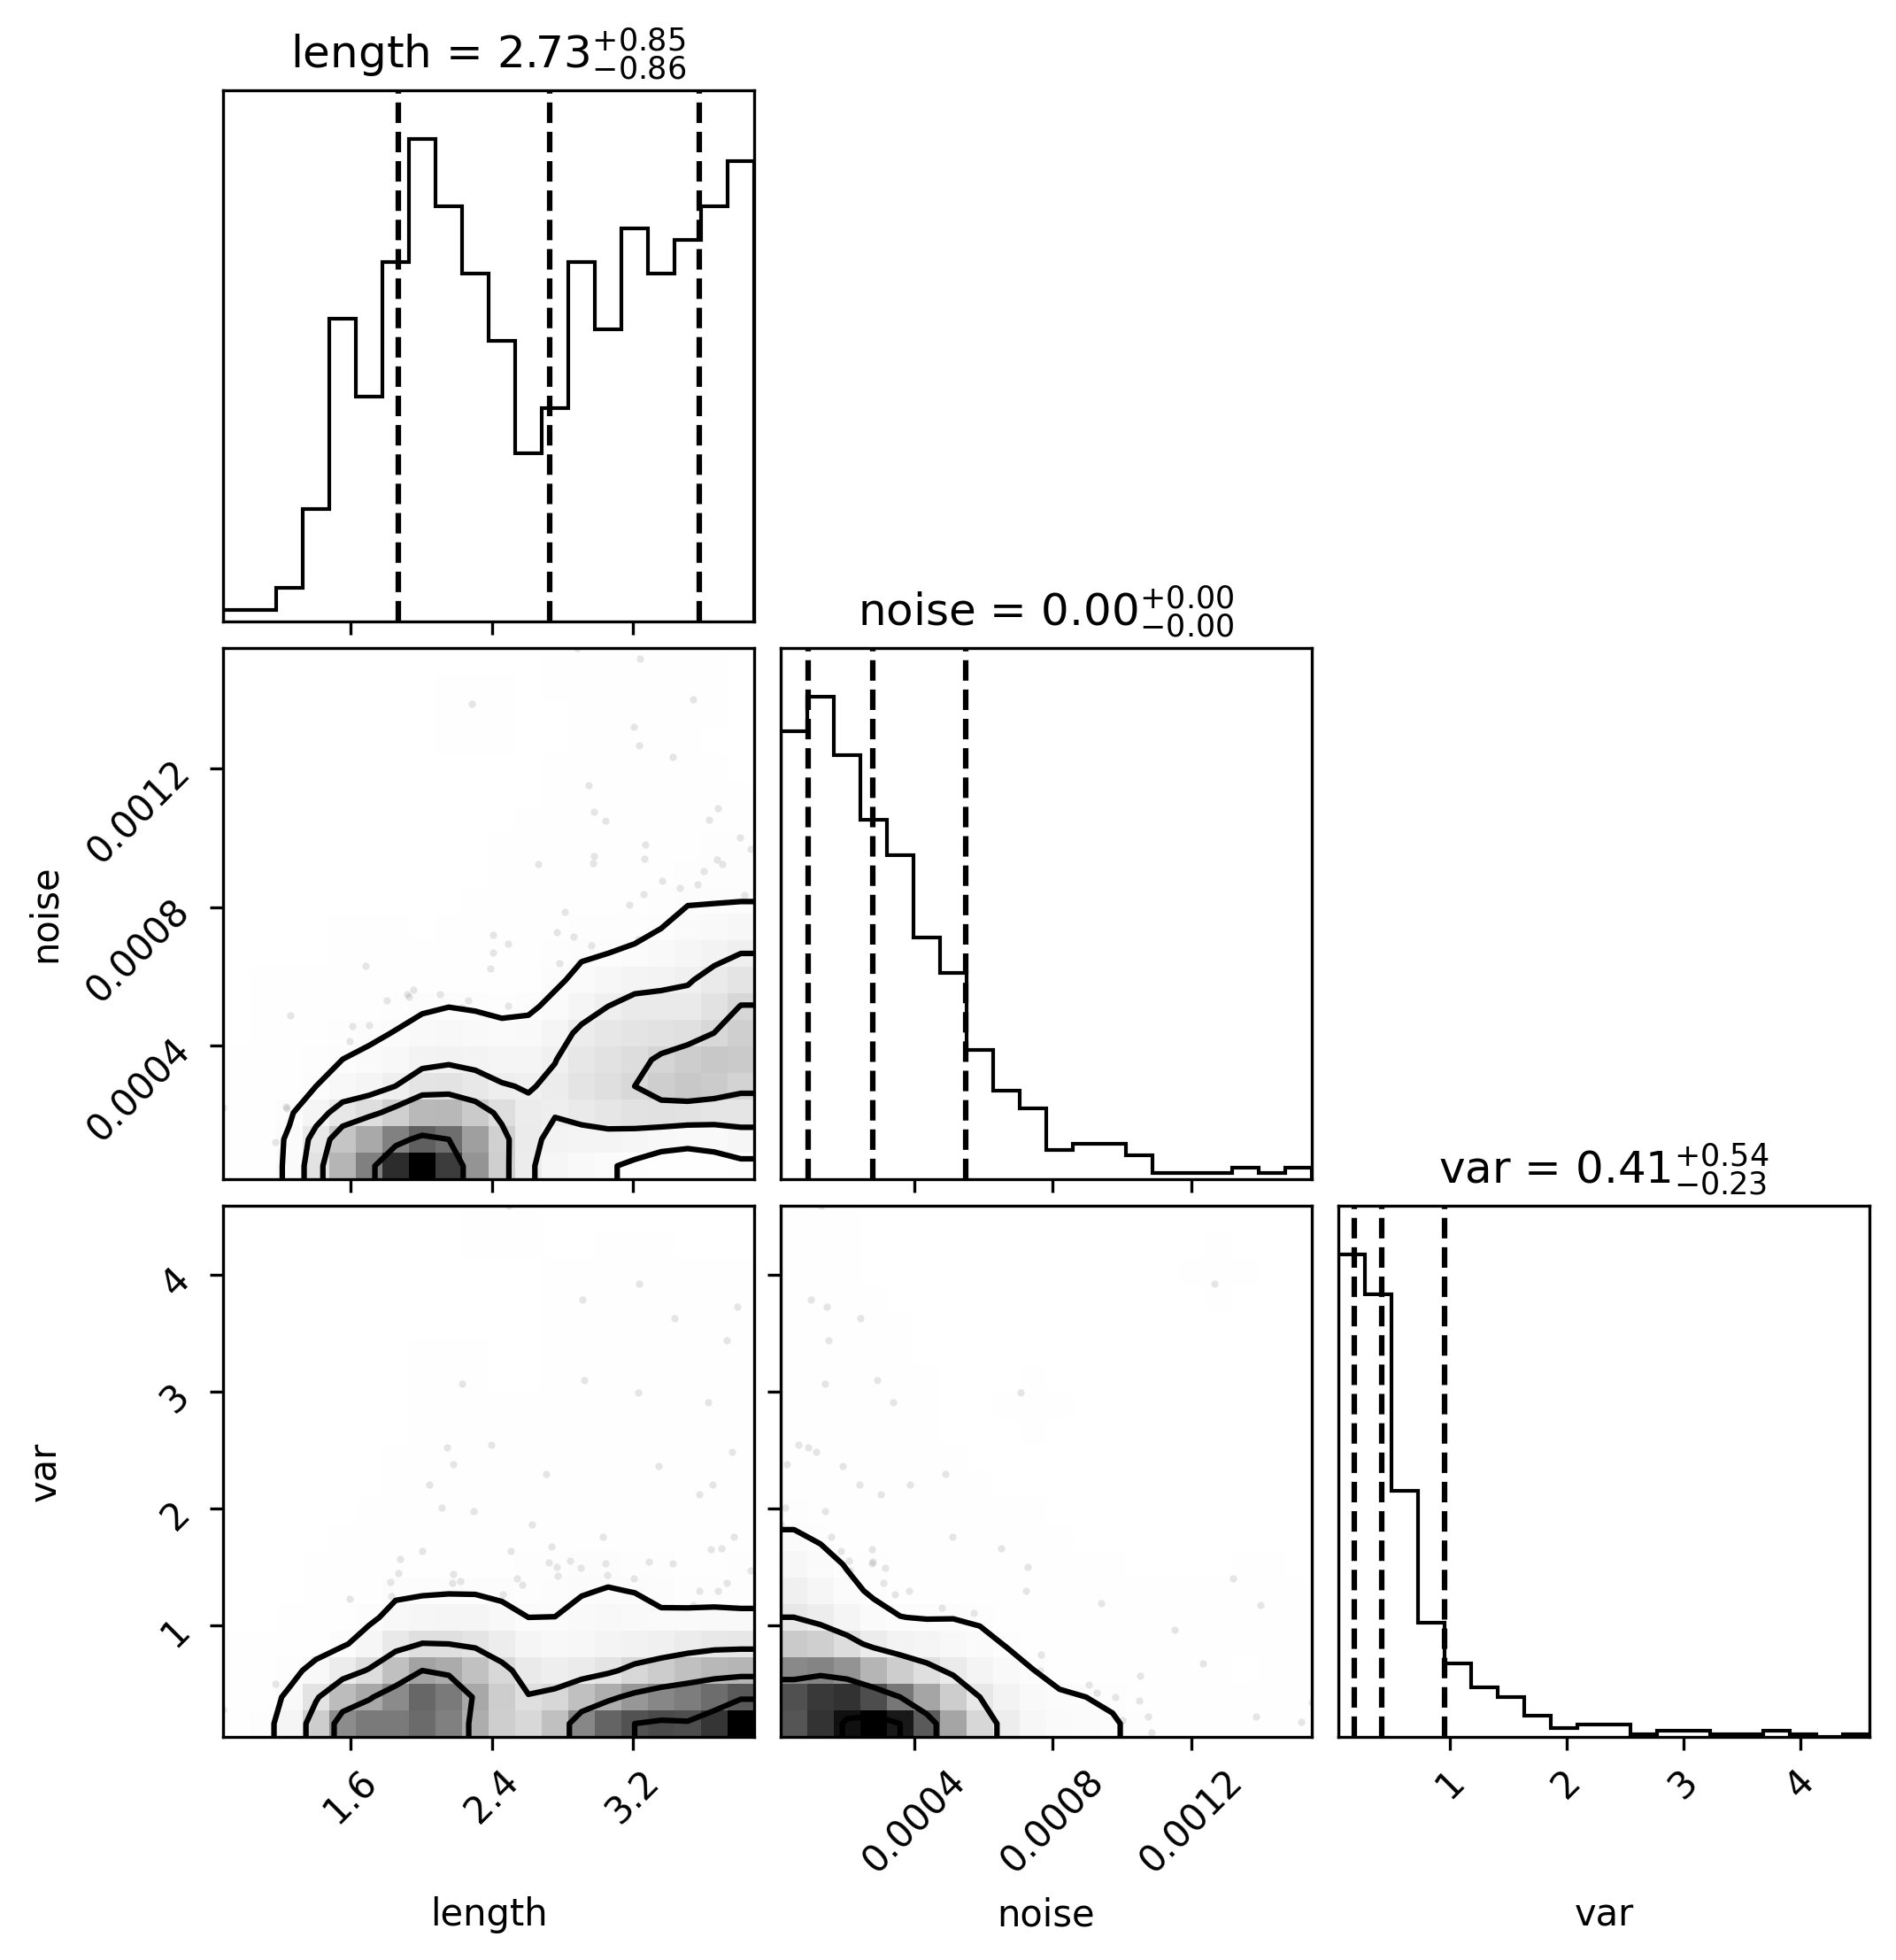 length = 2.73+0.85 −0.86
noise = 0.00+0.00 −0.00
0.0012
0.0008
0.0004
noise
var = 0.41+0.54 −0.23
4
3
2
1
var
1.6 2.4 3.2 0.0004 0.0008 0.0012 1 2 3 4
length noise var